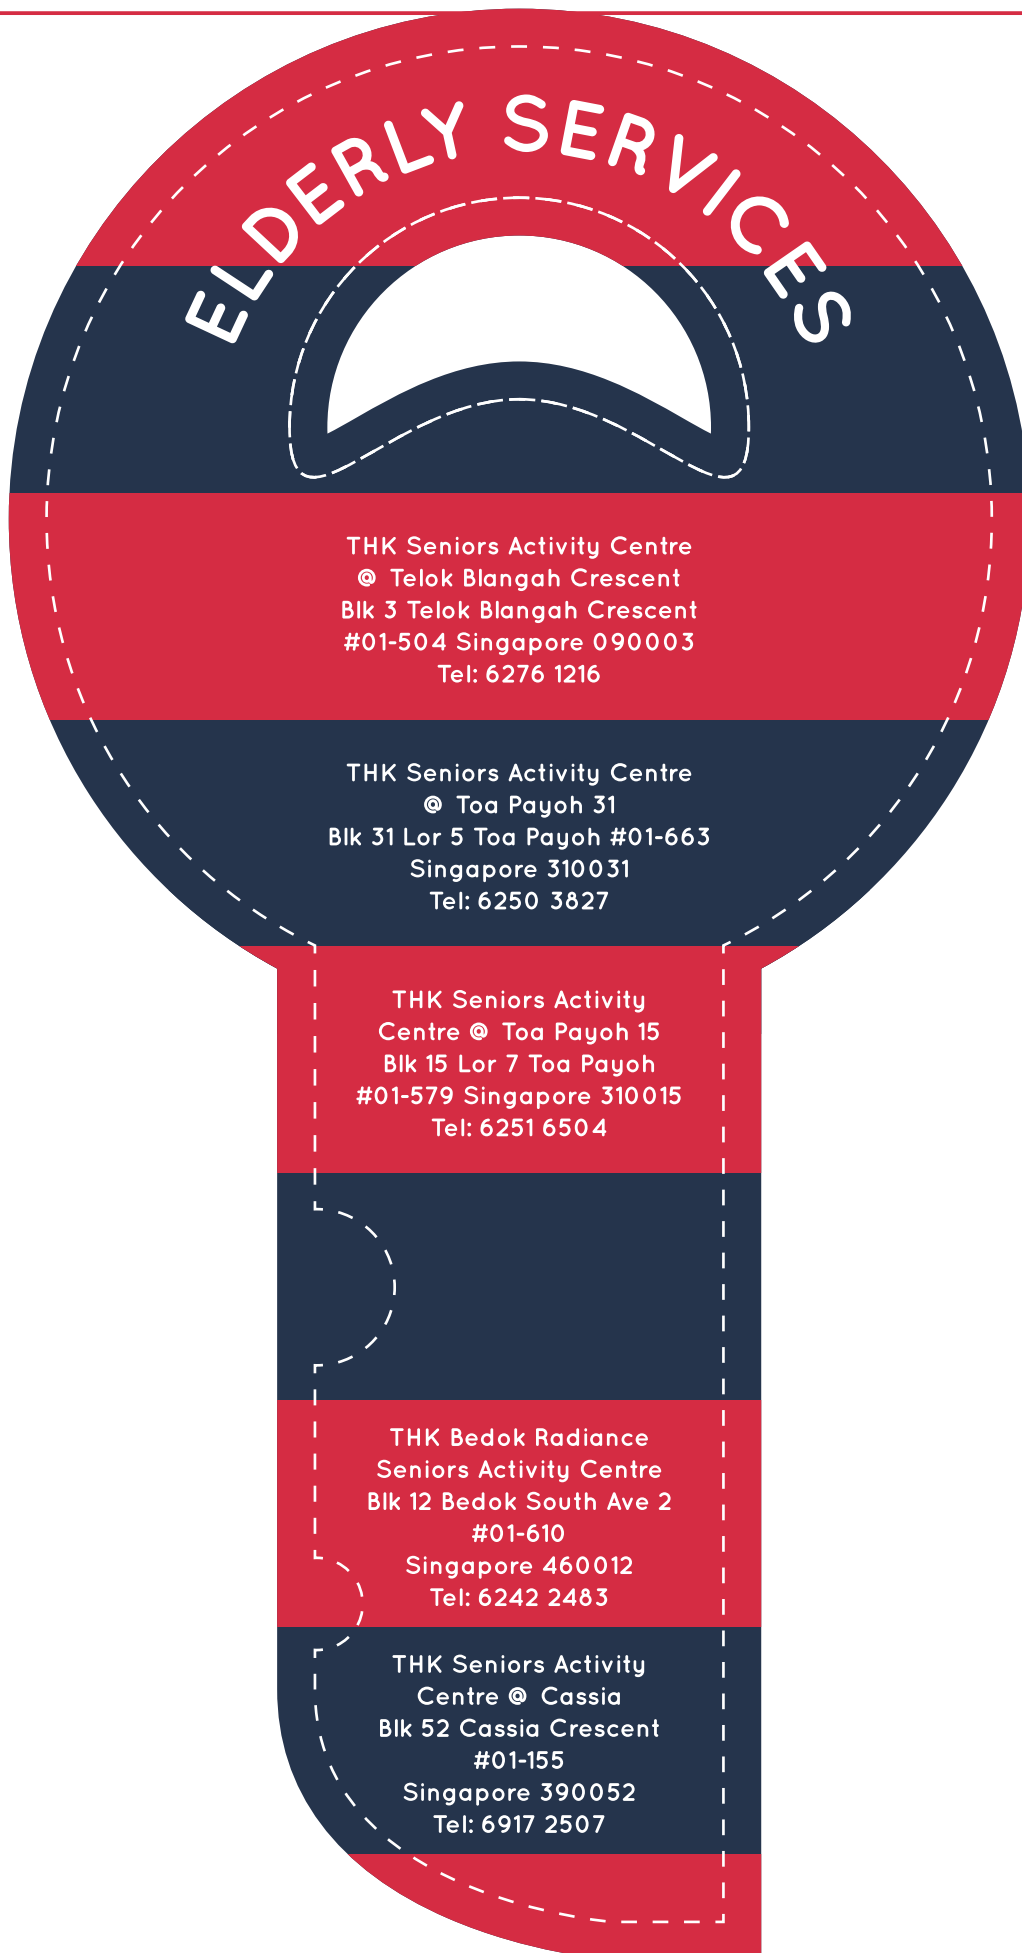 ELDERLY SERVICES
THK Seniors Activity Centre
@ Telok Blangah Crescent
Blk 3 Telok Blangah Crescent
#01-504 Singapore 090003
Tel: 6276 1216
THK Seniors Activity Centre
@ Toa Payoh 31
Blk 31 Lor 5 Toa Payoh #01-663
Singapore 310031
Tel: 6250 3827
THK Seniors Activity
Centre @ Toa Payoh 15
Blk 15 Lor 7 Toa Payoh
#01-579 Singapore 310015
Tel: 6251 6504
THK Bedok Radiance
Seniors Activity Centre
Blk 12 Bedok South Ave 2
#01-610
Singapore 460012
Tel: 6242 2483
THK Seniors Activity
Centre @ Cassia
Blk 52 Cassia Crescent
#01-155
Singapore 390052
Tel: 6917 2507